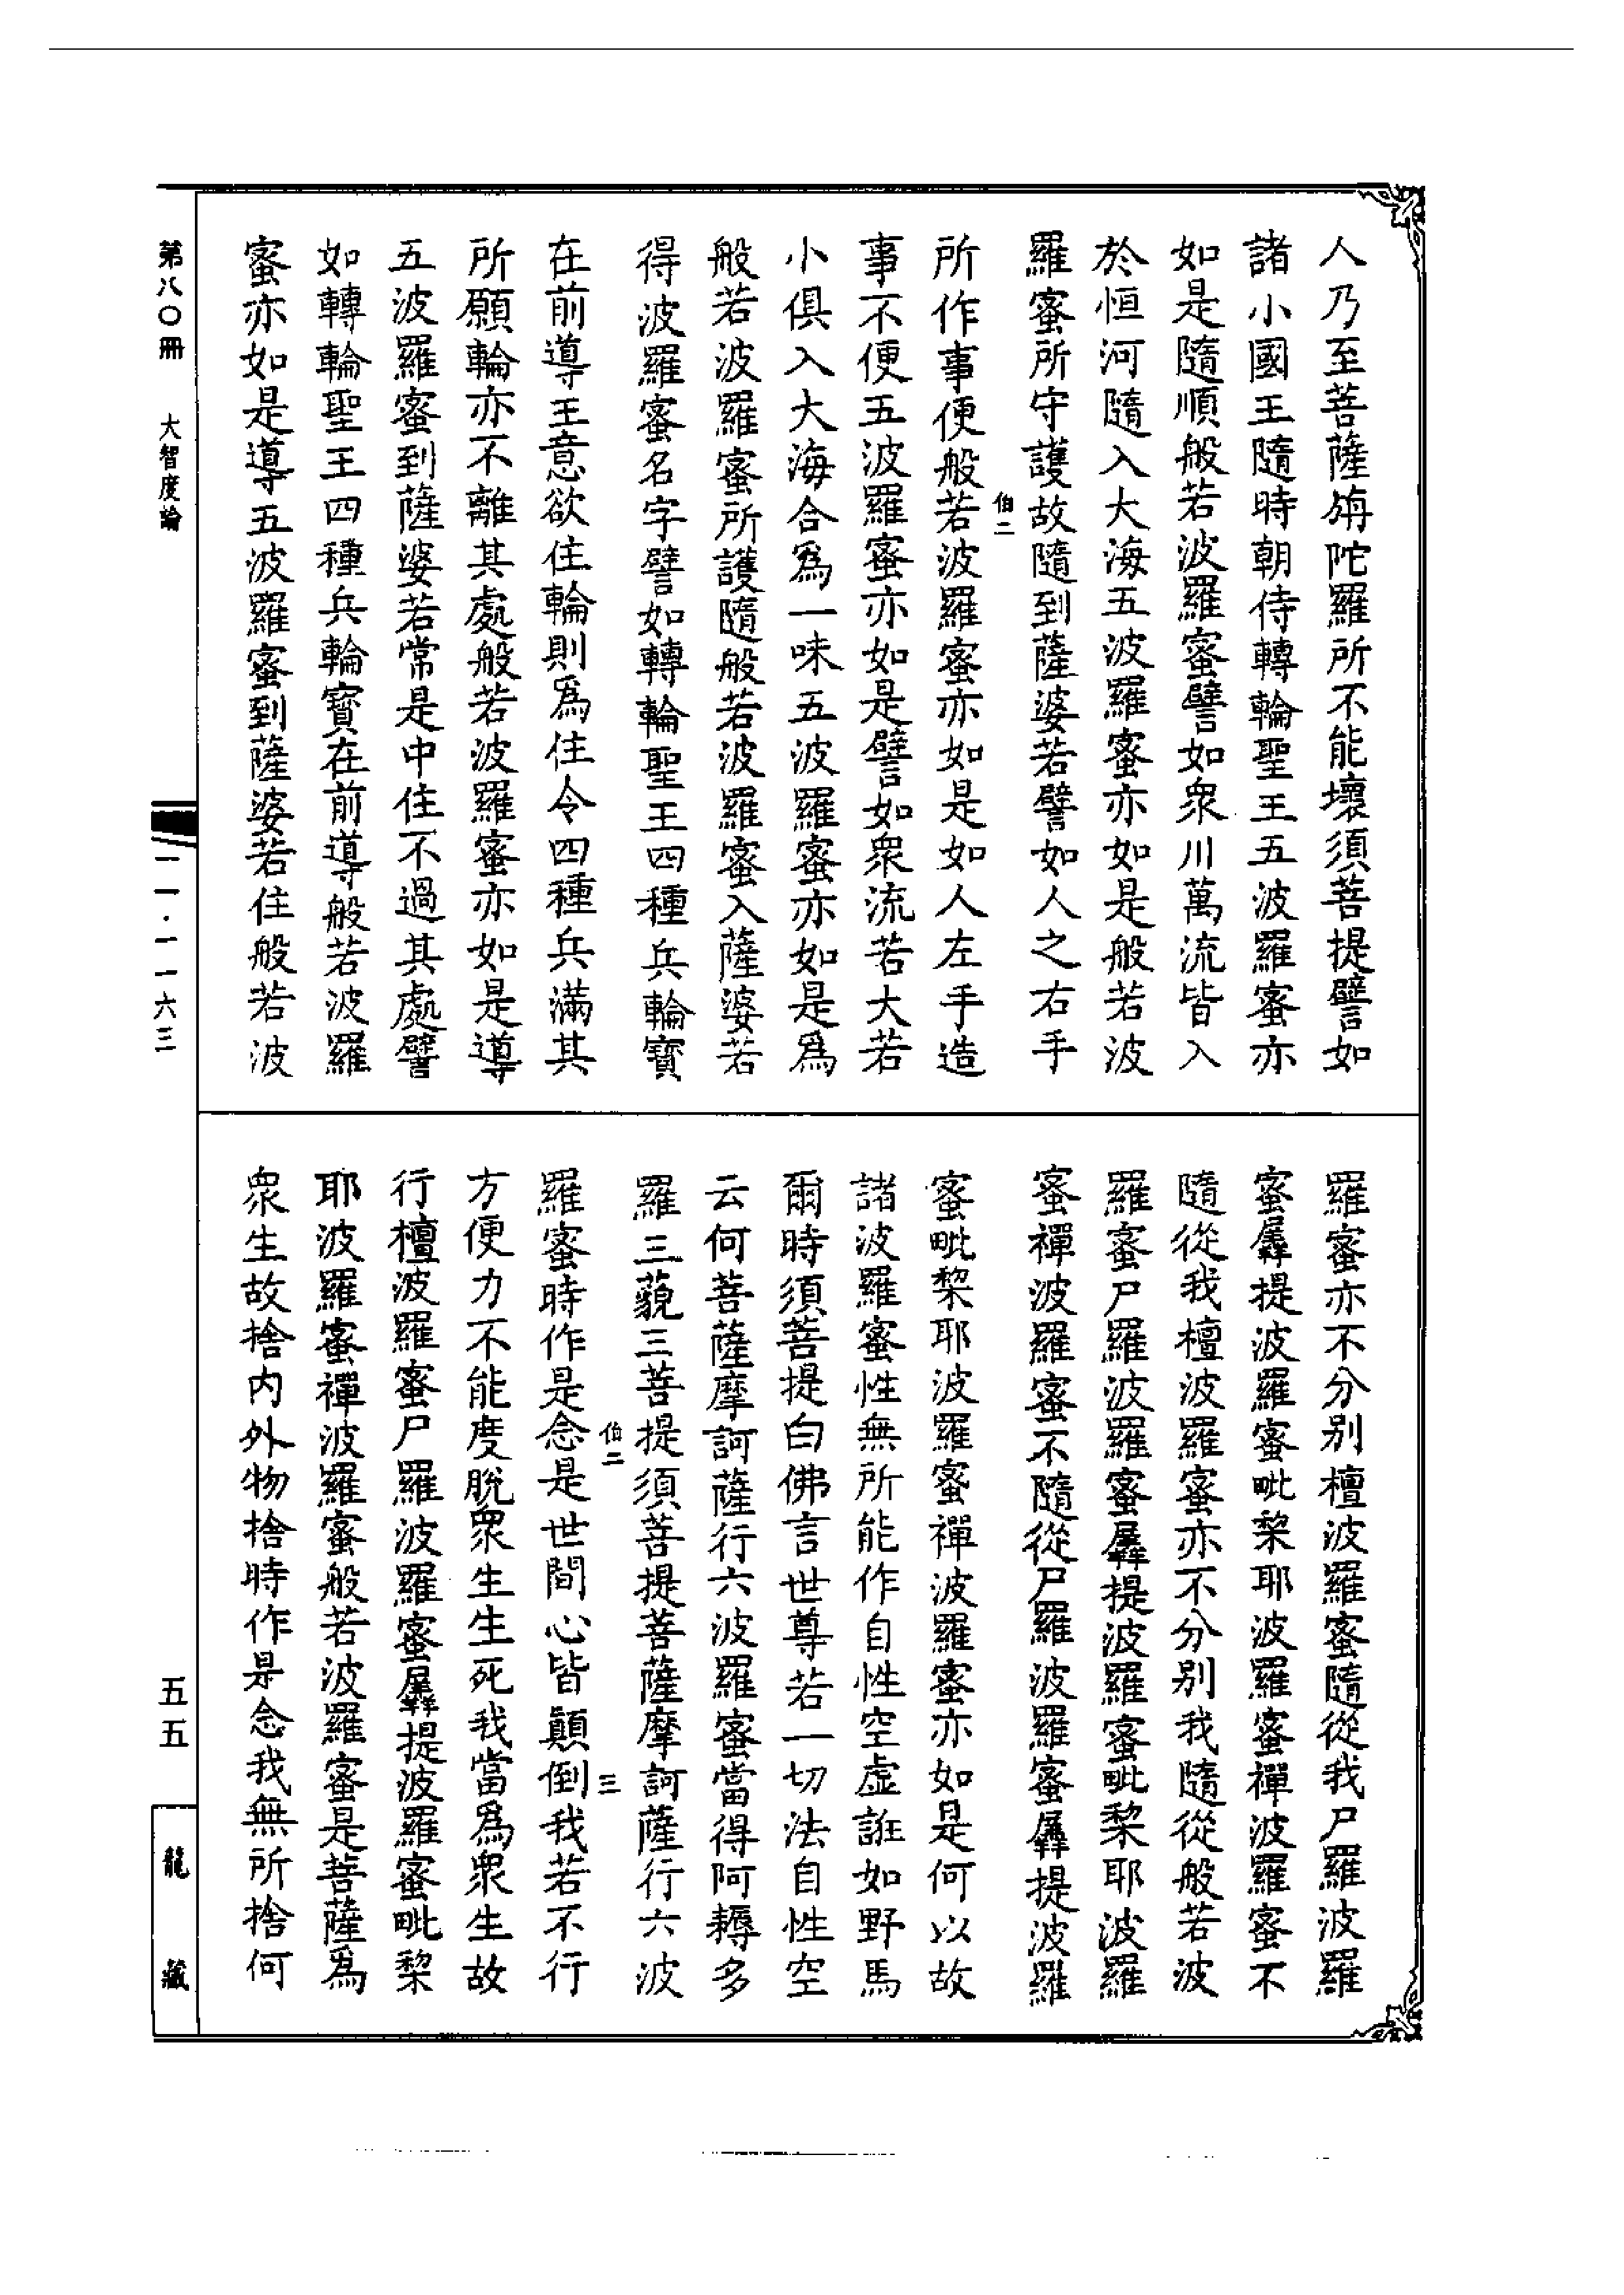 人乃至菩薩旃陀羅所不能壞須菩提譬如
諸小國王隨時朝侍轉輪聖王五波羅蜜亦
如是隨順般若波羅蜜譬如衆川萬流皆入
於恒河隨入大海五波羅蜜亦如是般若波
羅蜜所守護故隨到薩婆若譬如人之右手
所作事便般若波羅蜜亦如是如人左手造
事不便五波羅蜜亦如是譬如衆流若大若
小俱入大海合爲一味五波羅蜜亦如是爲
般若波羅蜜所護隨般若波羅蜜入薩婆若
得波羅蜜名字譬如轉輪聖王四種兵輪寶
在前導王意欲住輪則爲住令四種兵滿其
所願輪亦不離其處般若波羅蜜亦如是導
五波羅蜜到薩婆若常是中住不過其處譬
如轉輪聖王四種兵輪寶在前導般若波羅
蜜亦如是導五波羅蜜到薩婆若住般若波
伯二
羅蜜亦不分別檀波羅蜜隨從我尸羅波羅
蜜羼提波羅蜜毗梨耶波羅蜜禪波羅蜜不
隨從我檀波羅蜜亦不分別我隨從般若波
羅蜜尸羅波羅蜜羼提波羅蜜毗梨耶波羅
蜜禪波羅蜜不隨從尸羅波羅蜜羼提波羅
蜜毗梨耶波羅蜜禪波羅蜜亦如是何以故
諸波羅蜜性無所能作自性空虛誑如野馬
爾時須菩提白佛言世尊若一切法自性空
云何菩薩摩訶薩行六波羅蜜當得阿耨多
羅三藐三菩提須菩提菩薩摩訶薩行六波
羅蜜時作是念是世間心皆顛倒我若不行
方便力不能度脫衆生生死我當爲衆生故
行檀波羅蜜尸羅波羅蜜羼提波羅蜜毗梨
耶波羅蜜禪波羅蜜般若波羅蜜是菩薩爲
衆生故捨內外物捨時作是念我無所捨何
伯二 三
第八〇冊 大智度論
一一·一一六三
五五
龍藏